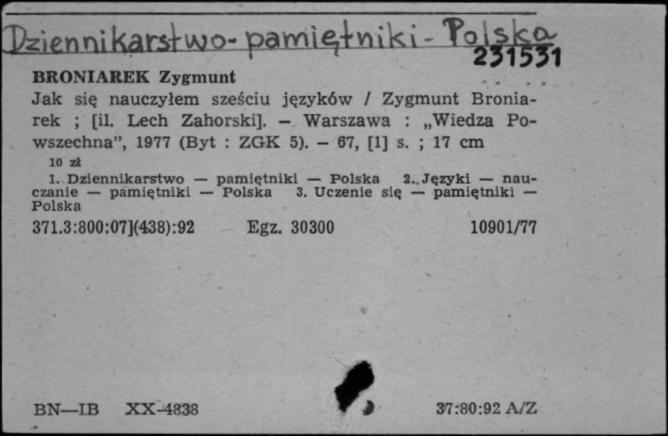 Dziennikarstwo - pamiętniki - Polska
231531
BRONIAREK Zygmunt
Jak się nauczyłem sześciu języków / Zygmunt Bronia-
rek ; [il. Lech Zahorski]. — Warszawa : „Wiedza Po-
wszechna”, 1977 (Byt : ZGK 5). — 67, [1] s. ; 17 cm
10 zł
1. Dziennikarstwo — pamiętniki — Polska 2. Języki — nau-
czanie — pamiętniki — Polska 3. Uczenie się — pamiętniki —
Polska
371.3:800:07](438):92 Egz. 30300 10901/77
BN—IB XX-4838 37:80:92 A/Z